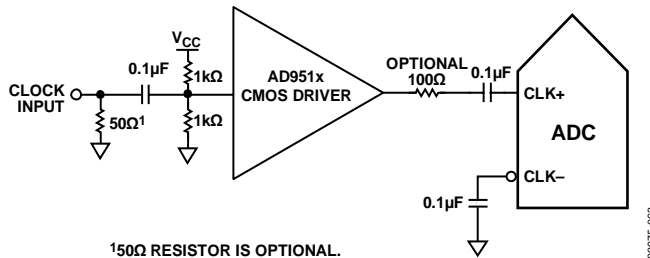 VCC
OPTIONAL
0.1µF
1kΩ
AD951x
100Ω
0.1µF
CLOCK
INPUT
CMOS DRIVER
CLK+
50Ω1
1kΩ
ADC
CLK–
0.1µF
150Ω RESISTOR IS OPTIONAL.